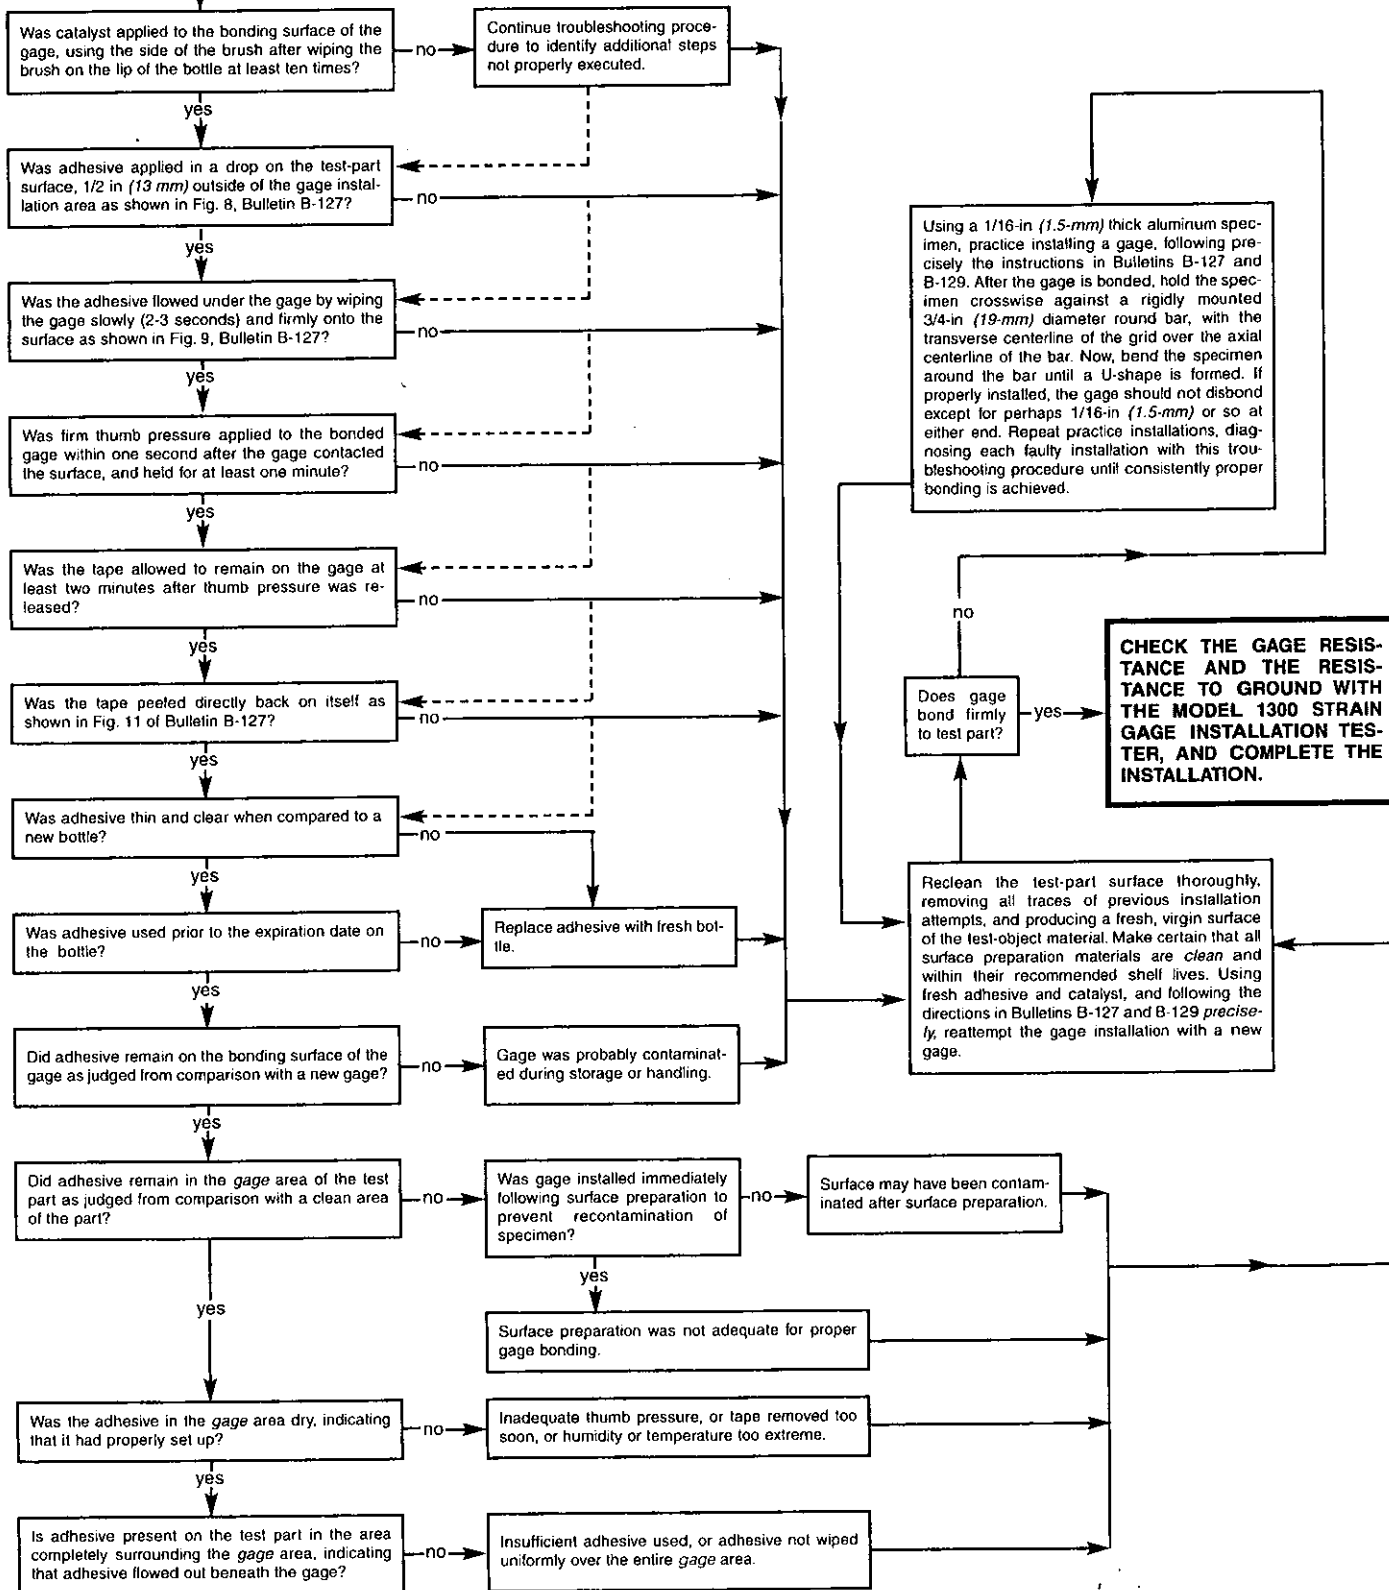 Was catalyst applied to the bonding surface of the
gage, using the side of the brush after wiping the
brush on the lip of the bottle at least ten times?
no
Continue troubleshooting proce-
dure to identify additional steps
not properly executed.
yes
Was adhesive applied in a drop on the test-part
surface, 1/2 in (13 mm) outside of the gage instal-
lation area as shown in Fig. 8, Bulletin B-127?
no
yes
Was the adhesive flowed under the gage by wiping
the gage slowly (2-3 seconds) and firmly onto the
surface as shown in Fig. 9, Bulletin B-127?
no
yes
Was firm thumb pressure applied to the bonded
gage within one second after the gage contacted
the surface, and held for at least one minute?
no
yes
Was the tape allowed to remain on the gage at
least two minutes after thumb pressure was re-
leased?
no
yes
Was the tape peeled directly back on itself as
shown in Fig. 11 of Bulletin B-127?
no
yes
Was adhesive thin and clear when compared to a
new bottle?
no
yes
Was adhesive used prior to the expiration date on
the bottle?
no
Replace adhesive with fresh bot-
tle.
yes
Did adhesive remain on the bonding surface of the
gage as judged from comparison with a new gage?
no
Gage was probably contaminat-
ed during storage or handling.
yes
Did adhesive remain in the gage area of the test
part as judged from comparison with a clean area
of the part?
no
Was gage installed immediately
following surface preparation to
prevent recontamination of
specimen?
no
Surface may have been contam-
inated after surface preparation.
yes
Surface preparation was not adequate for proper
gage bonding.
yes
Was the adhesive in the gage area dry, indicating
that it had properly set up?
no
Inadequate thumb pressure, or tape removed too
soon, or humidity or temperature too extreme.
yes
Is adhesive present on the test part in the area
completely surrounding the gage area, indicating
that adhesive flowed out beneath the gage?
no
Insufficient adhesive used, or adhesive not wiped
uniformly over the entire gage area.
Using a 1/16-in (1.5-mm) thick aluminum spec-
imen, practice installing a gage, following pre-
cisely the instructions in Bulletins B-127 and
B-129. After the gage is bonded, hold the spec-
imen crosswise against a rigidly mounted
3/4-in (19-mm) diameter round bar, with the
transverse centerline of the grid over the axial
centerline of the bar. Now, bend the specimen
around the bar until a U-shape is formed. If
properly installed, the gage should not disbond
except for perhaps 1/16-in (1.5-mm) or so at
either end. Repeat practice installations, diag-
nosing each faulty installation with this trou-
bleshooting procedure until consistently proper
bonding is achieved.
no
Does gage
bond firmly
to test part?
yes
CHECK THE GAGE RESIS-
TANCE AND THE RESIS-
TANCE TO GROUND WITH
THE MODEL 1300 STRAIN
GAGE INSTALLATION TES-
TER, AND COMPLETE THE
INSTALLATION.
Reclean the test-part surface thoroughly,
removing all traces of previous installation
attempts, and producing a fresh, virgin surface
of the test-object material. Make certain that all
surface preparation materials are clean and
within their recommended shelf lives. Using
fresh adhesive and catalyst, and following the
directions in Bulletins B-127 and B-129 precise-
ly, reattempt the gage installation with a new
gage.